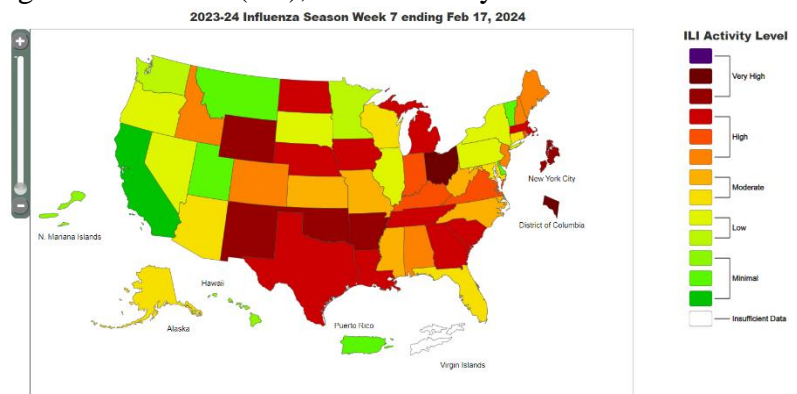 2023-24 Influenza Season Week 7 ending Feb 17, 2024
ILI Activity Level
Very High
High
Moderate
Low
Minimal
Insufficient Data
New York City
District of Columbia
N. Mariana Islands
Hawaii
Alaska
Puerto Rico
Virgin Islands